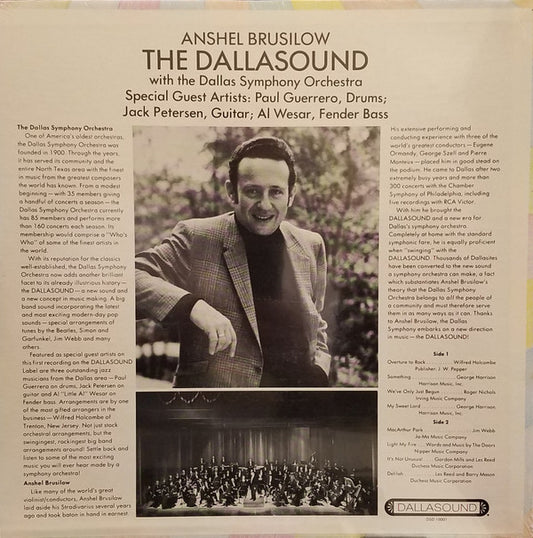 ANSHEL BRUSILOW
THE DALLASOUND
with the Dallas Symphony Orchestra
Special Guest Artists: Paul Guerrero, Drums;
Jack Petersen, Guitar; Al Wesar, Fender Bass
The Dallas Symphony Orchestra
One of America's oldest orchestras,
the Dallas Symphony Orchestra was
founded in 1900. Through the years,
it has served its community and the
entire North Texas area with the finest
in music from the greatest composers
the world has known. From a modest
beginning — with 35 members giving
a handful of concerts a season — the
Dallas Symphony Orchestra currently
has 85 members and performs more
than 160 concerts each season. Its
membership would comprise a "Who's
Who" of some of the finest artists in
the world.
With its reputation for the classics
well-established, the Dallas Symphony
Orchestra now adds another brilliant
facet to its already illustrious history —
the DALLASOUND — a new sound and
a new concept in music making. A big
band sound incorporating the latest
and most exciting modern-day pop
sounds — special arrangements of
tunes by the Beatles, Simon and
Garfunkel, Jim Webb and many
others.
Featured as special guest artists on
this first recording on the DALLASOUND
Label are three outstanding jazz
musicians from the Dallas area — Paul
Guerrero on drums, Jack Petersen on
guitar and Al "Little Al" Wesar on
Fender bass. Arrangements are by one
of the most gifted arrangers in the
business — Wilfred Holcombe of
Trenton, New Jersey. Not just stock
orchestral arrangements, but the
swingingest, rockingest big band
arrangements around! Settle back and
listen to some of the most exciting
music you will ever hear made by a
symphony orchestra!
Anshel Brusilow
Like many of the world's great
violinist/conductors, Anshel Brusilow
laid aside his Stradivarius several years
ago and took baton in hand in earnest.
His extensive performing and
conducting experience with three of the
world's greatest conductors — Eugene
Ormandy, George Szell and Pierre
Monteux — placed him in good stead on
the podium. He came to Dallas after two
extremely busy years and more than
300 concerts with the Chamber
Symphony of Philadelphia, including
five recordings with RCA Victor.
With him he brought the
DALLASOUND and a new era for
Dallas's symphony orchestra.
Completely at home with the standard
symphonic fare, he is equally proficient
when "swinging" with the
DALLASOUND. Thousands of Dallasites
have been converted to the new sound
a symphony orchestra can make, a fact
which substantiates Anshel Brusilow's
theory that the Dallas Symphony
Orchestra belongs to all the people of
a community and must therefore serve
them in as many ways as it can. Thanks
to Anshel Brusilow, the Dallas
Symphony embarks on a new direction
in music — the DALLASOUND!
Side 1
Overture to Rock . . . . . Wilfred Holcombe
Publisher: J. W. Pepper
Something . . . . . George Harrison
Harrison Music, Inc.
We've Only Just Begun . . . . . Roger Nichols
Irving Music Company
My Sweet Lord . . . . . George Harrison
Harrison Music, Inc.
Side 2
MacArthur Park . . . . . Jim Webb
Ja-Ma Music Company
Light My Fire . . . Words and Music by The Doors
Nipper Music Company
It's Not Unusual . . Gordon Mills and Les Reed
Duchess Music Corporation
Delilah . . . . . Les Reed and Barry Mason
Duchess Music Corporation
DALLASOUND
DSO 10001